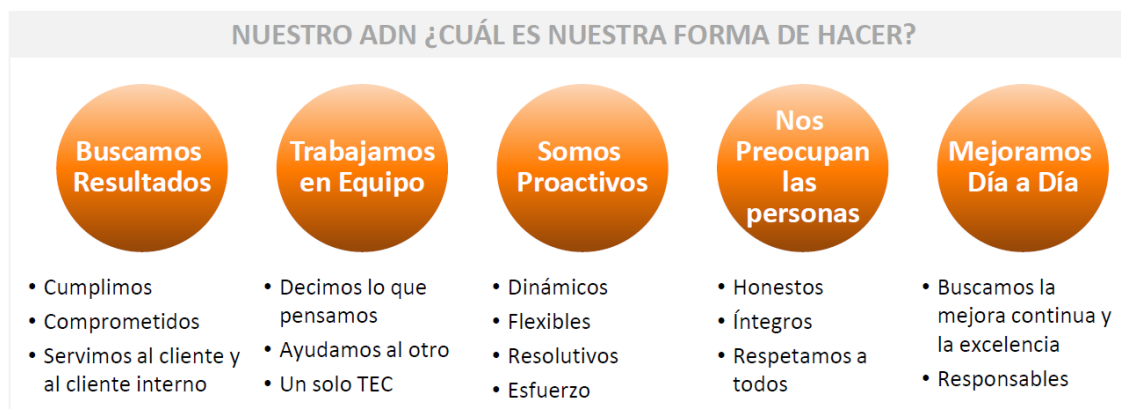 NUESTRO ADN ¿CUÁL ES NUESTRA FORMA DE HACER?
Buscamos
Resultados
• Cumplimos
• Comprometidos
• Servimos al cliente y
al cliente interno
Trabajamos
en Equipo
• Decimos lo que
pensamos
• Ayudamos al otro
• Un solo TEC
Somos
Proactivos
• Dinámicos
• Flexibles
• Resolutivos
• Esfuerzo
Nos
Preocupan
las
personas
• Honestos
• Íntegros
• Respetamos a
todos
Mejoramos
Día a Día
• Buscamos la
mejora continua y
la excelencia
• Responsables